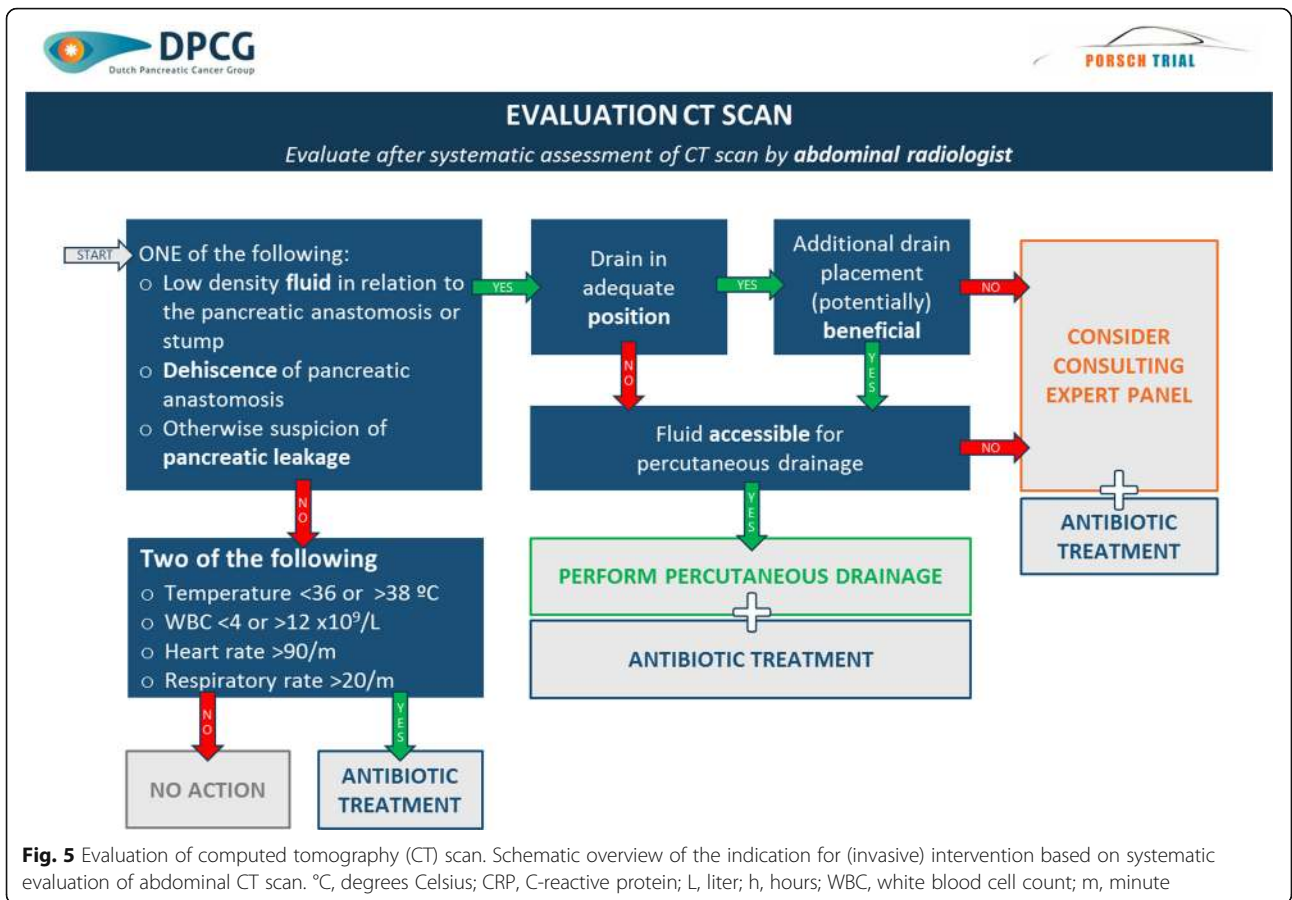 DPCG
Dutch Pancreatic Cancer Group
PORSCH TRIAL
EVALUATION CT SCAN
Evaluate after systematic assessment of CT scan by abdominal radiologist
START
ONE of the following:
o Low density fluid in relation to
the pancreatic anastomosis or
stump
o Dehiscence of pancreatic
anastomosis
o Otherwise suspicion of
pancreatic leakage
YES
Drain in
adequate
position
YES
Additional drain
placement
(potentially)
beneficial
NO
CONSIDER
CONSULTING
EXPERT PANEL
NO
YES
Fluid accessible for
percutaneous drainage
NO
ANTIBIOTIC
TREATMENT
NO
YES
Two of the following
o Temperature <36 or >38 ºC
o WBC <4 or >12 x10⁹/L
o Heart rate >90/m
o Respiratory rate >20/m
PERFORM PERCUTANEOUS DRAINAGE
ANTIBIOTIC TREATMENT
NO
YES
NO ACTION
ANTIBIOTIC
TREATMENT
Fig. 5 Evaluation of computed tomography (CT) scan. Schematic overview of the indication for (invasive) intervention based on systematic
evaluation of abdominal CT scan. °C, degrees Celsius; CRP, C-reactive protein; L, liter; h, hours; WBC, white blood cell count; m, minute